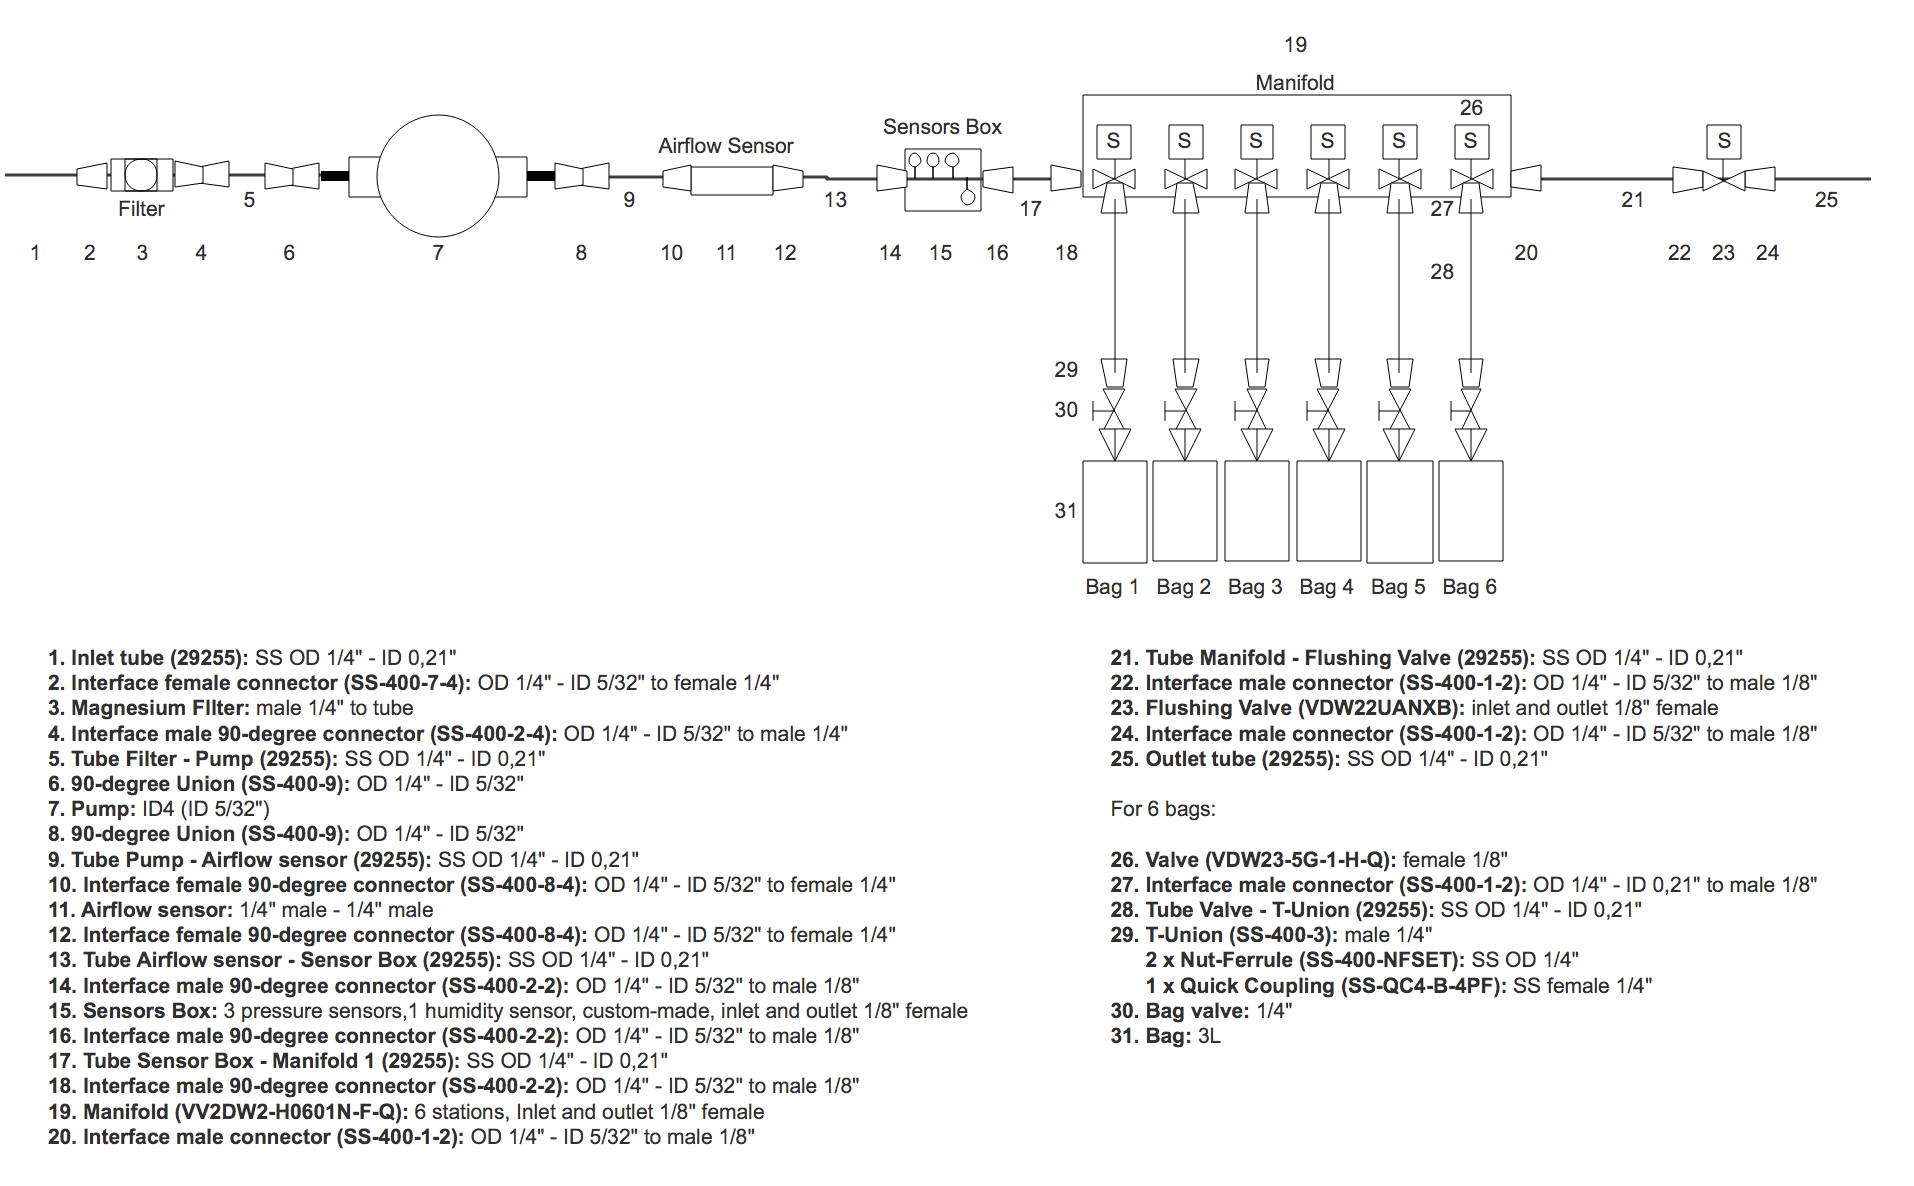 19
Manifold
26
Sensors Box
Airflow Sensor
S S S S S S S
Filter
5
9
13
17
27
21
25
1 2 3 4 6 7 8 10 11 12 14 15 16 18 20 22 23 24
28
29
30
31
Bag 1 Bag 2 Bag 3 Bag 4 Bag 5 Bag 6
1. Inlet tube (29255): SS OD 1/4" - ID 0,21"
2. Interface female connector (SS-400-7-4): OD 1/4" - ID 5/32" to female 1/4"
3. Magnesium FIlter: male 1/4" to tube
4. Interface male 90-degree connector (SS-400-2-4): OD 1/4" - ID 5/32" to male 1/4"
5. Tube Filter - Pump (29255): SS OD 1/4" - ID 0,21"
6. 90-degree Union (SS-400-9): OD 1/4" - ID 5/32"
7. Pump: ID4 (ID 5/32")
8. 90-degree Union (SS-400-9): OD 1/4" - ID 5/32"
9. Tube Pump - Airflow sensor (29255): SS OD 1/4" - ID 0,21"
10. Interface female 90-degree connector (SS-400-8-4): OD 1/4" - ID 5/32" to female 1/4"
11. Airflow sensor: 1/4" male - 1/4" male
12. Interface female 90-degree connector (SS-400-8-4): OD 1/4" - ID 5/32" to female 1/4"
13. Tube Airflow sensor - Sensor Box (29255): SS OD 1/4" - ID 0,21"
14. Interface male 90-degree connector (SS-400-2-2): OD 1/4" - ID 5/32" to male 1/8"
15. Sensors Box: 3 pressure sensors,1 humidity sensor, custom-made, inlet and outlet 1/8" female
16. Interface male 90-degree connector (SS-400-2-2): OD 1/4" - ID 5/32" to male 1/8"
17. Tube Sensor Box - Manifold 1 (29255): SS OD 1/4" - ID 0,21"
18. Interface male 90-degree connector (SS-400-2-2): OD 1/4" - ID 5/32" to male 1/8"
19. Manifold (VV2DW2-H0601N-F-Q): 6 stations, Inlet and outlet 1/8" female
20. Interface male connector (SS-400-1-2): OD 1/4" - ID 5/32" to male 1/8"
21. Tube Manifold - Flushing Valve (29255): SS OD 1/4" - ID 0,21"
22. Interface male connector (SS-400-1-2): OD 1/4" - ID 5/32" to male 1/8"
23. Flushing Valve (VDW22UANXB): inlet and outlet 1/8" female
24. Interface male connector (SS-400-1-2): OD 1/4" - ID 5/32" to male 1/8"
25. Outlet tube (29255): SS OD 1/4" - ID 0,21"
For 6 bags:
26. Valve (VDW23-5G-1-H-Q): female 1/8"
27. Interface male connector (SS-400-1-2): OD 1/4" - ID 0,21" to male 1/8"
28. Tube Valve - T-Union (29255): SS OD 1/4" - ID 0,21"
29. T-Union (SS-400-3): male 1/4"
2 x Nut-Ferrule (SS-400-NFSET): SS OD 1/4"
1 x Quick Coupling (SS-QC4-B-4PF): SS female 1/4"
30. Bag valve: 1/4"
31. Bag: 3L